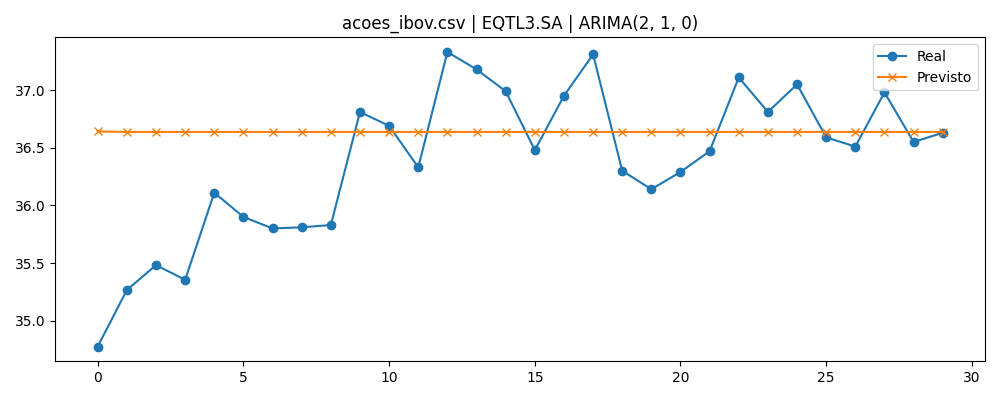 acoes_ibov.csv | EQTL3.SA | ARIMA(2, 1, 0)
Real
Previsto
37.0
36.5
36.0
35.5
35.0
0 5 10 15 20 25 30